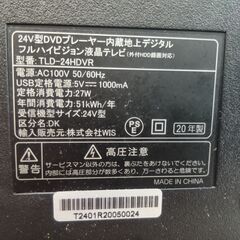 24V型DVDプレーヤー内蔵地上デジタル
フルハイビジョン液晶テレビ(外付HDD録画対応)
型名：TLD-24HDVR
電源：AC100V 50/60Hz
USB定格電源：5V⎓ 1000mA
定格消費電力：27W
年間消費電力：51kWh/年
受信機サイズ：24V型
区分名：DK
輸入販売元：株式会社WIS
PS
E
20年製
警告
高圧注意
サービスマン以外の方は、裏ぶたをあけないでください。
内部には高圧部分が数多くあり、万一さわると危険です。
MADE IN CHINA
T2401R20050024